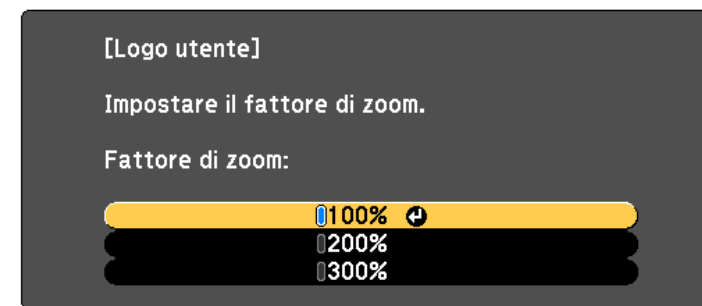 [Logo utente]
Impostare il fattore di zoom.
Fattore di zoom:
100%
200%
300%